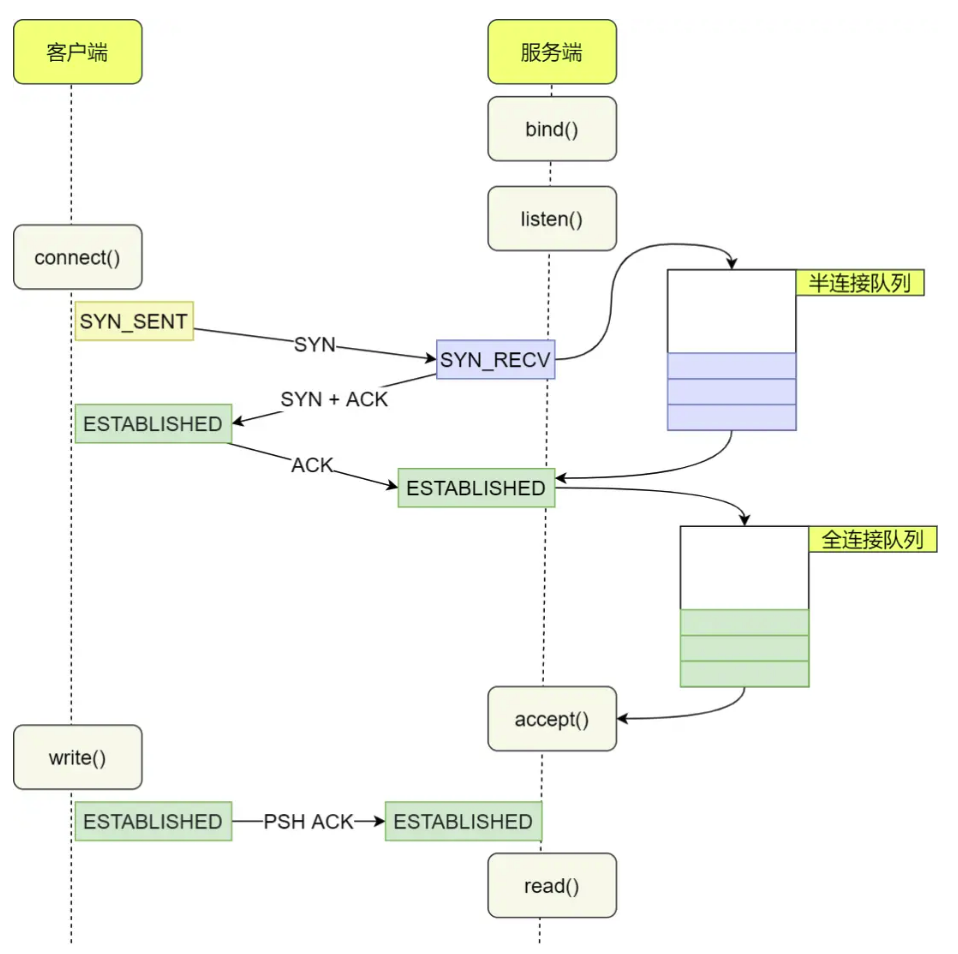 客户端
服务端
bind()
listen()
connect()
半连接队列
SYN_SENT
SYN
SYN_RECV
SYN + ACK
ESTABLISHED
ACK
ESTABLISHED
全连接队列
accept()
write()
ESTABLISHED
PSH ACK
ESTABLISHED
read()